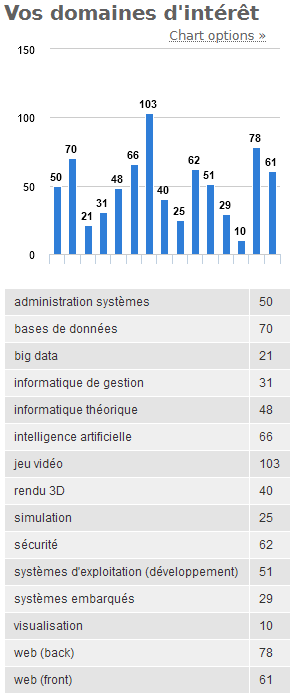 Vos domaines d'intérêt
Chart options »
150
100
50
0
50
70
21
31
48
66
103
40
25
62
51
29
10
78
61
administration systèmes 50
bases de données 70
big data 21
informatique de gestion 31
informatique théorique 48
intelligence artificielle 66
jeu vidéo 103
rendu 3D 40
simulation 25
sécurité 62
systèmes d'exploitation (développement) 51
systèmes embarqués 29
visualisation 10
web (back) 78
web (front) 61